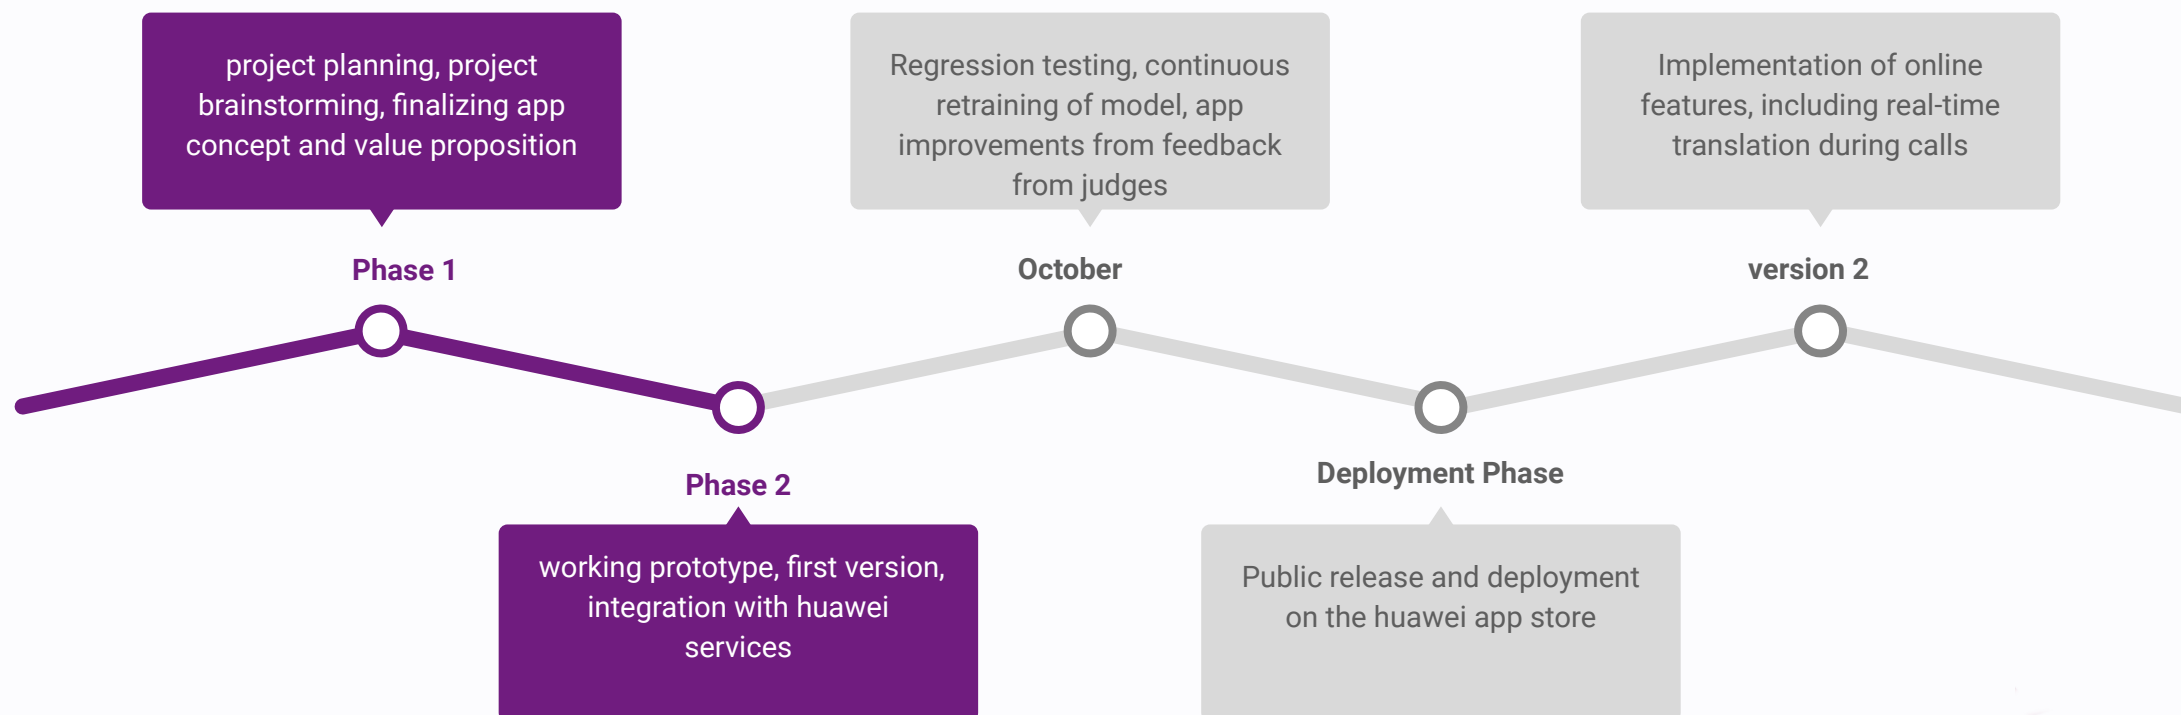 project planning, project
brainstorming, finalizing app
concept and value proposition
Phase 1
working prototype, first version,
integration with huawei
services
Phase 2
Regression testing, continuous
retraining of model, app
improvements from feedback
from judges
October
Deployment Phase
Public release and deployment
on the huawei app store
Implementation of online
features, including real-time
translation during calls
version 2